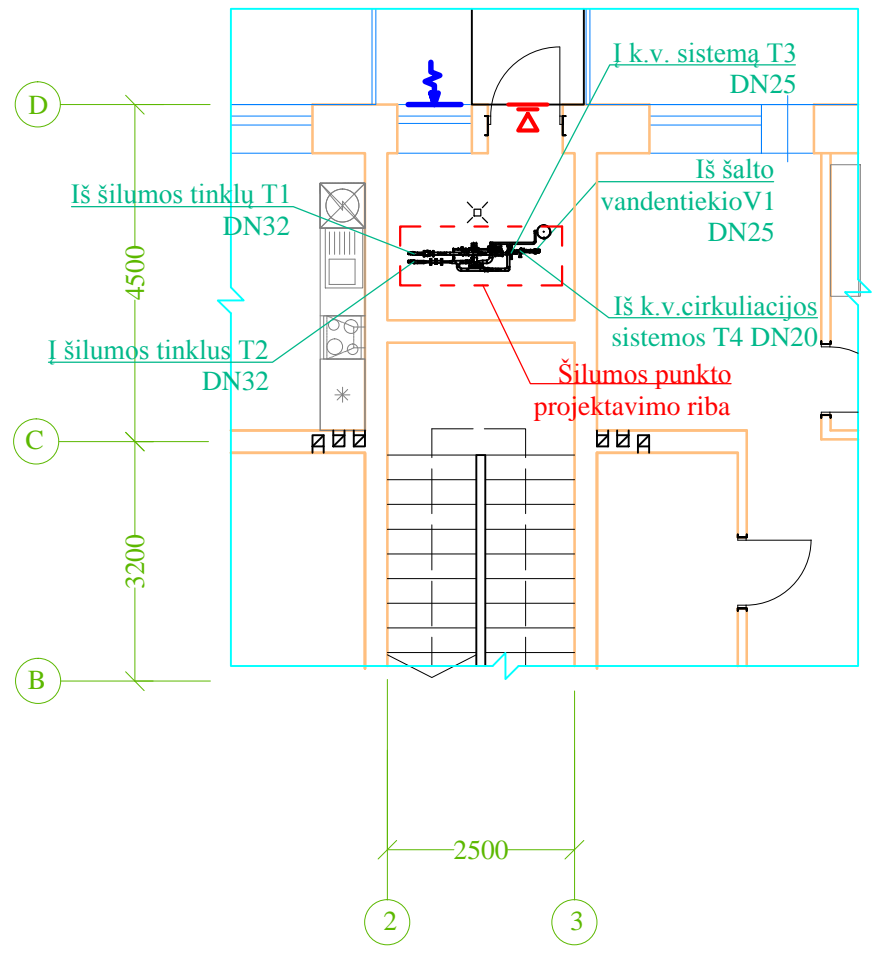 Į k.v. sistemą T3
DN25
D
Iš šilumos tinklų T1
DN32
Iš šalto
vandentiekioV1
DN25
4500
Iš k.v.cirkuliacijos
sistemos T4 DN20
Į šilumos tinklus T2
DN32
Šilumos punkto
projektavimo riba
C
3200
B
2500
2
3